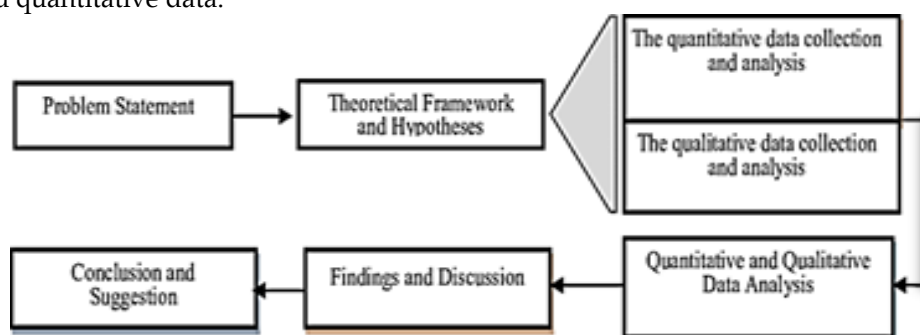 quantitative data.
The quantitative data collection
and analysis
Problem Statement
Theoretical Framework
and Hypotheses
The qualitative data collection
and analysis
Quantitative and Qualitative
Data Analysis
Findings and Discussion
Conclusion and
Suggestion